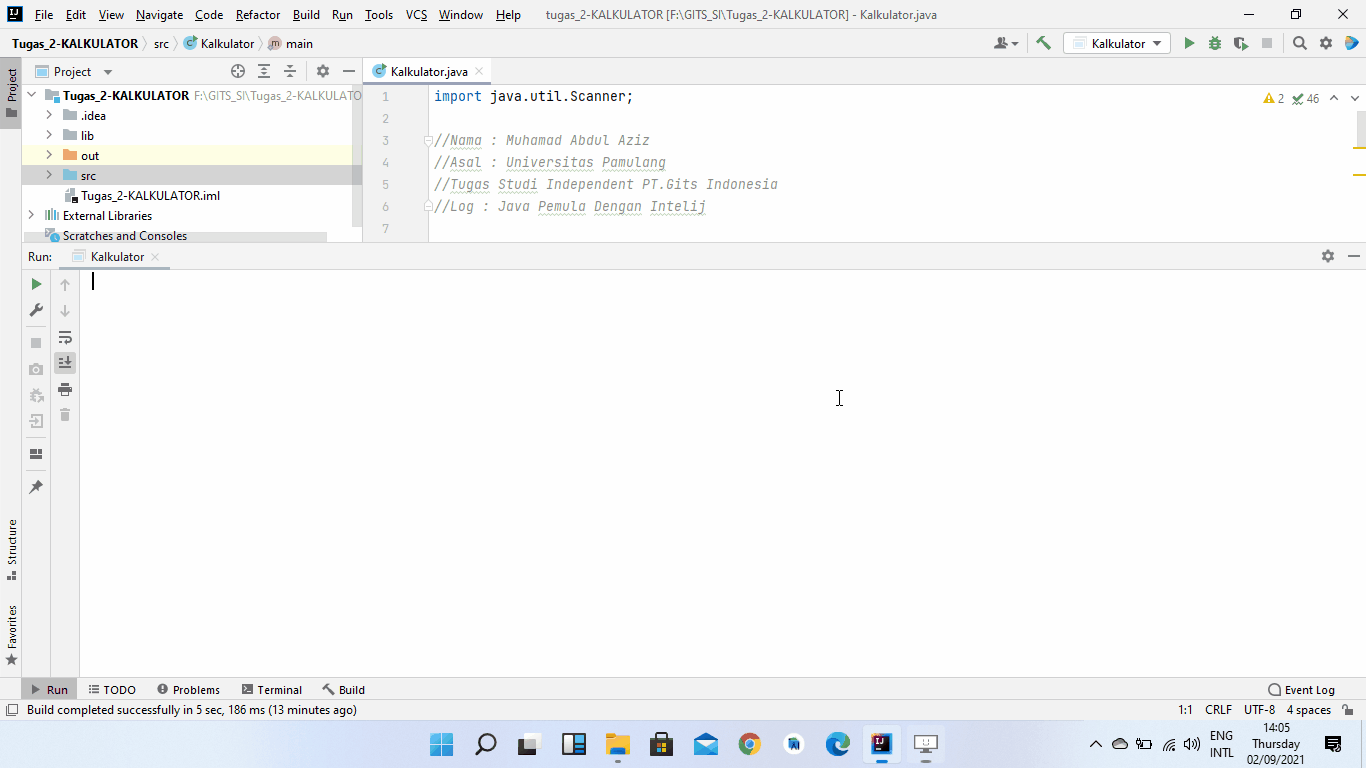 File Edit View Navigate Code Refactor Build Run Tools VCS Window Help tugas_2-KALKULATOR [F:\GITS_SI\Tugas_2-KALKULATOR] - Kalkulator.java
Tugas_2-KALKULATOR src Kalkulator main Kalkulator
Project Project Kalkulator.java
Tugas_2-KALKULATOR F:\GITS_SI\Tugas_2-KALKULATO
.idea
lib
out
src
Tugas_2-KALKULATOR.iml
External Libraries
Scratches and Consoles
1 import java.util.Scanner; 2 46
2
3 //Nama : Muhamad Abdul Aziz
4 //Asal : Universitas Pamulang
5 //Tugas Studi Independent PT.Gits Indonesia
6 //Log : Java Pemula Dengan Intelij
7
Run: Kalkulator
Structure
Favorites
Run TODO Problems Terminal Build Event Log
Build completed successfully in 5 sec, 186 ms (13 minutes ago) 1:1 CRLF UTF-8 4 spaces
ENG
INTL
14:05
Thursday
02/09/2021